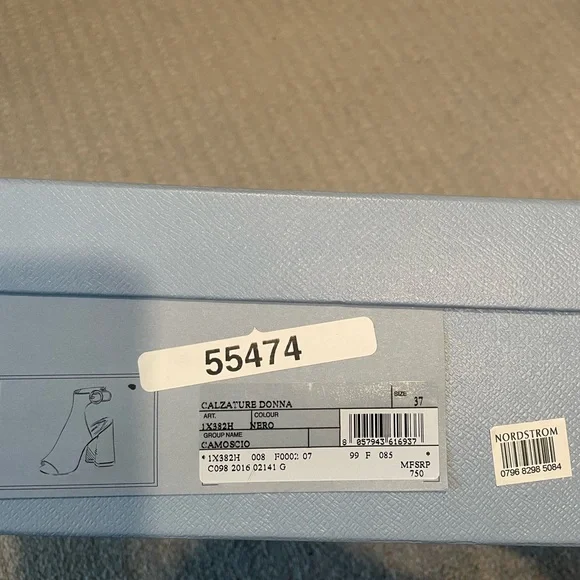 55474
CALZATURE DONNA
SIZE 37
ART. COLOUR
1X382H NERO
GROUP NAME
CAMOSCIO
8 057943 616937
* 1X382H 008 F0002 07 99 F 085 *
C098 2016 02141 G
MFSRP
750
NORDSTROM
0796 8298 5084